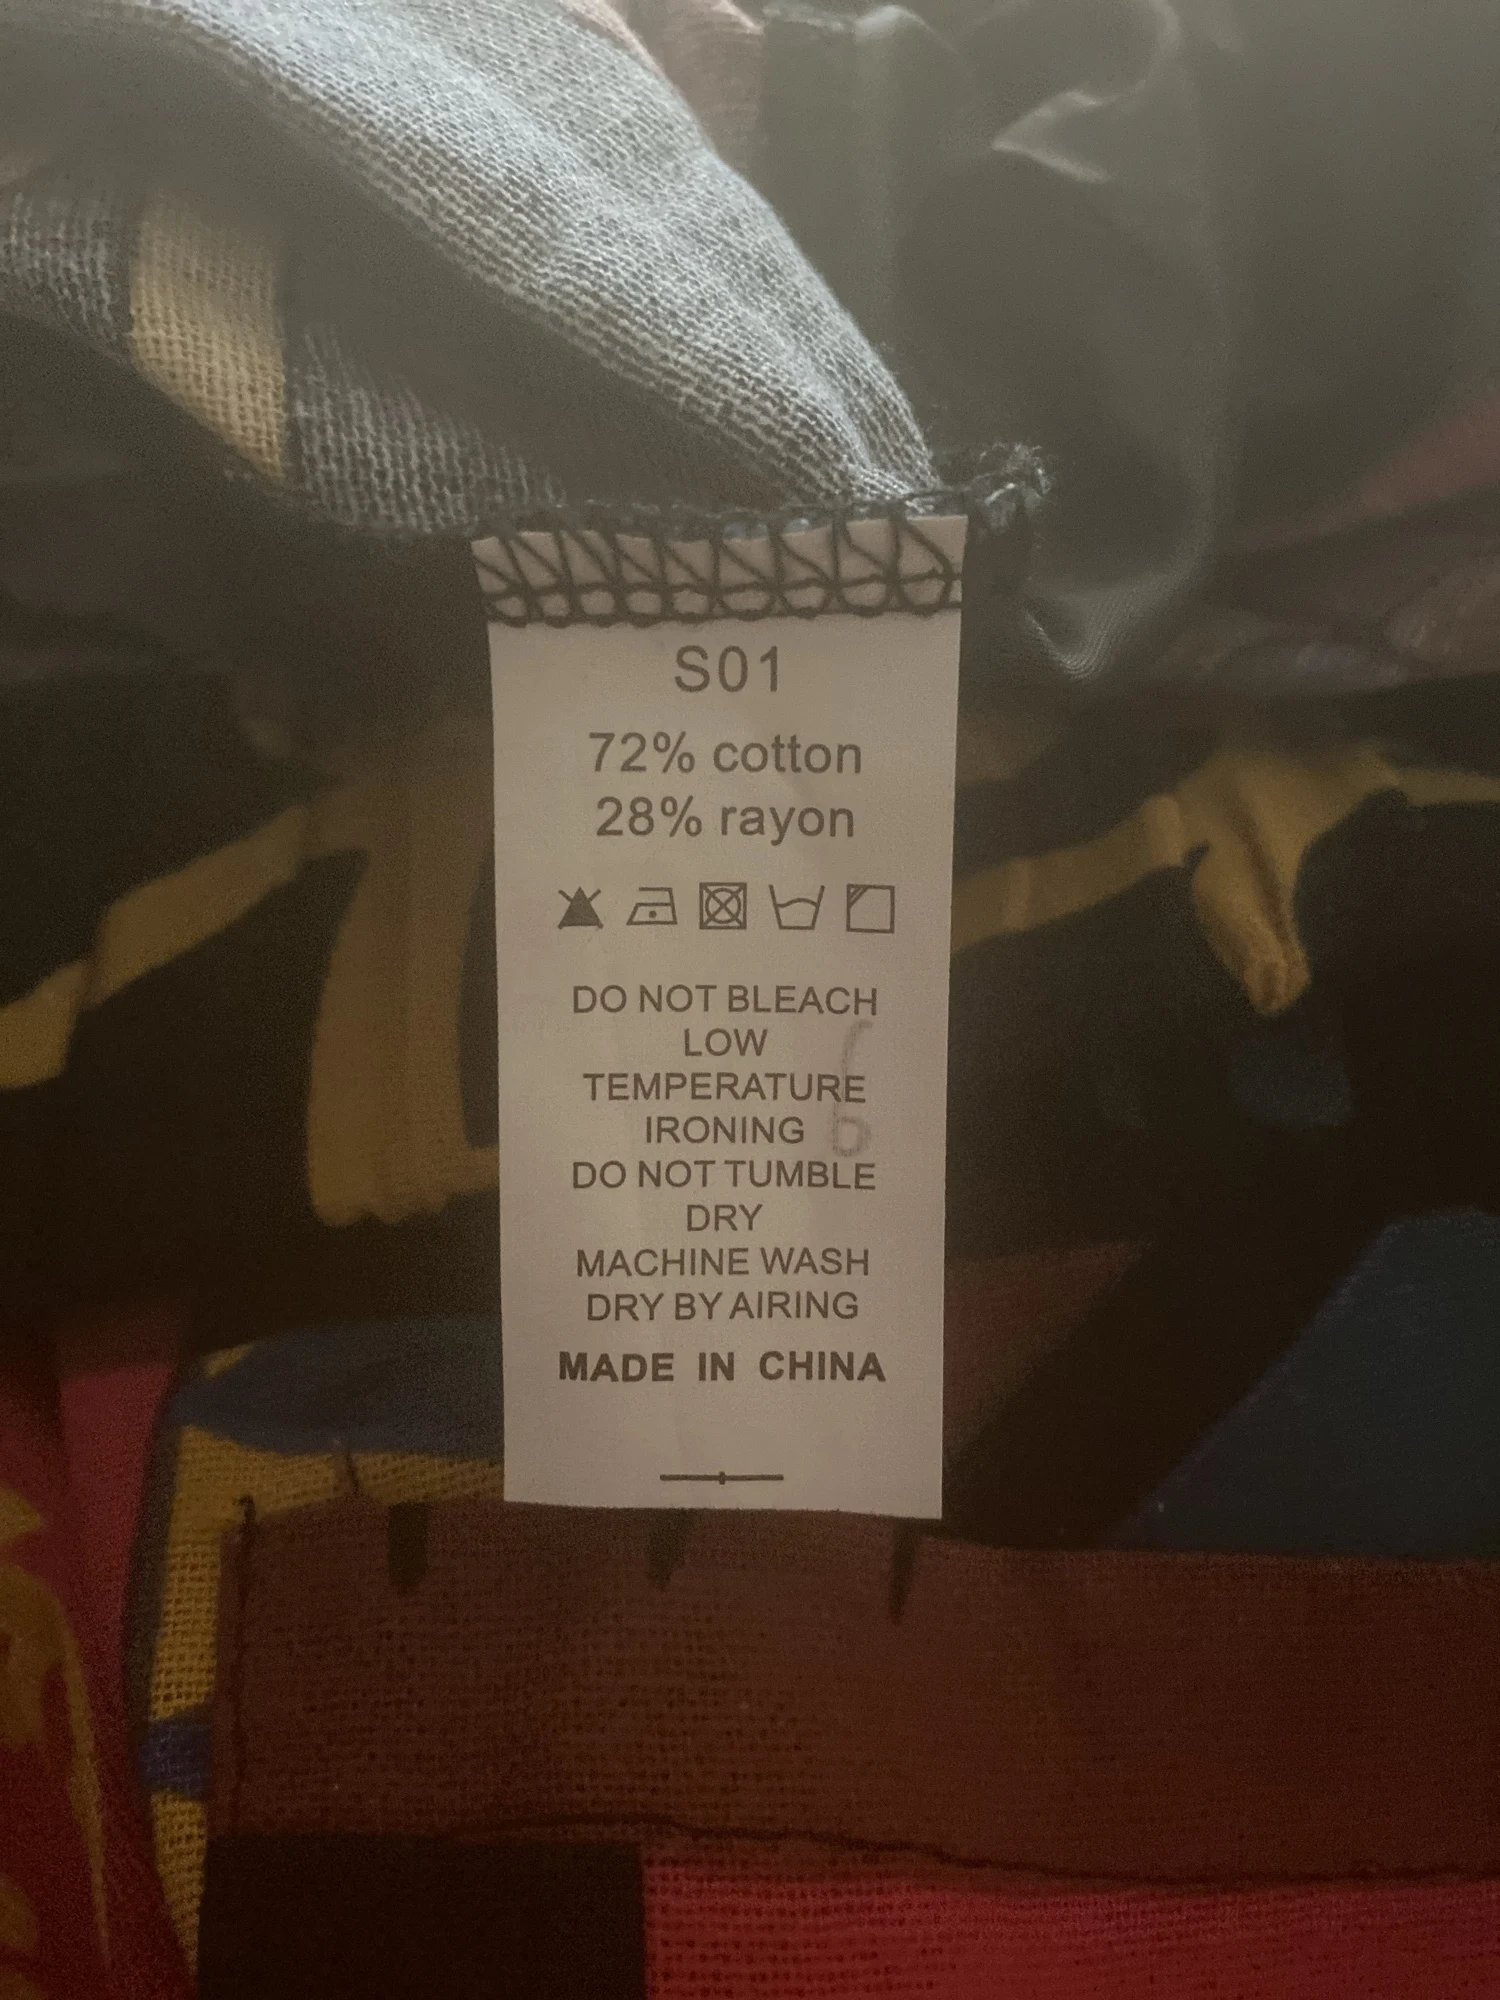 S01
72% cotton
28% rayon
DO NOT BLEACH
LOW
TEMPERATURE
IRONING
DO NOT TUMBLE
DRY
MACHINE WASH
DRY BY AIRING
MADE IN CHINA